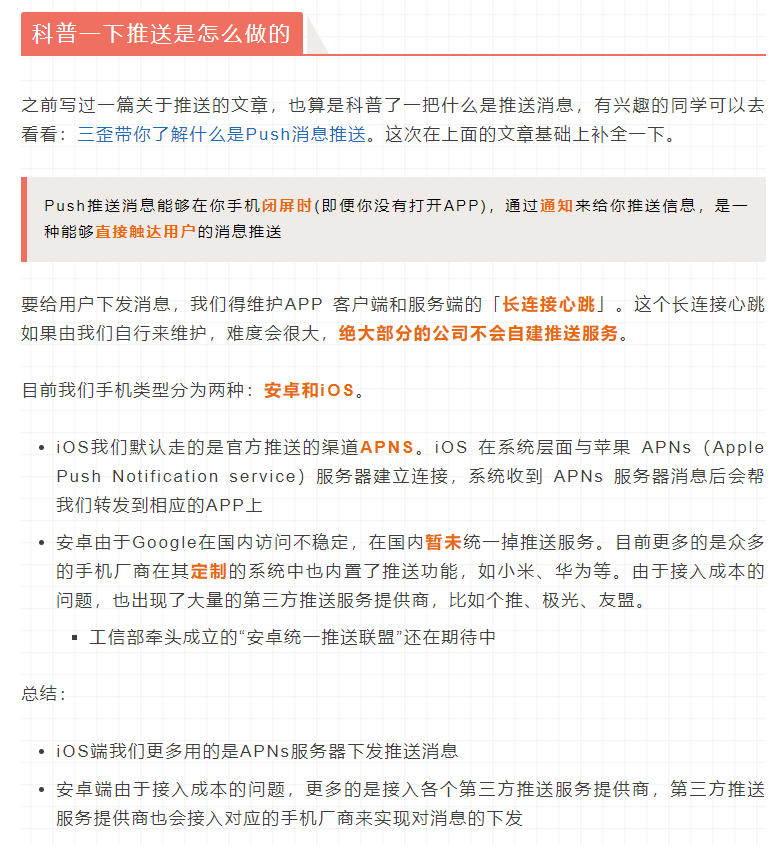 科普一下推送是怎么做的
之前写过一篇关于推送的文章，也算是科普了一把什么是推送消息，有兴趣的同学可以去
看看：三歪带你了解什么是Push消息推送。这次在上面的文章基础上补全一下。
Push推送消息能够在你手机闭屏时(即便你没有打开APP)，通过通知来给你推送信息，是一
种能够直接触达用户的消息推送
要给用户下发消息，我们得维护APP 客户端和服务端的「长连接心跳」。这个长连接心跳
如果由我们自行来维护，难度会很大，绝大部分的公司不会自建推送服务。
目前我们手机类型分为两种：安卓和iOS。
• iOS我们默认走的是官方推送的渠道APNS。iOS 在系统层面与苹果 APNs（Apple
Push Notification service）服务器建立连接，系统收到 APNs 服务器消息后会帮
我们转发到相应的APP上
• 安卓由于Google在国内访问不稳定，在国内暂未统一掉推送服务。目前更多的是众多
的手机厂商在其定制的系统中也内置了推送功能，如小米、华为等。由于接入成本的
问题，也出现了大量的第三方推送服务提供商，比如个推、极光、友盟。
▪ 工信部牵头成立的“安卓统一推送联盟”还在期待中
总结：
• iOS端我们更多用的是APNs服务器下发推送消息
• 安卓端由于接入成本的问题，更多的是接入各个第三方推送服务提供商，第三方推送
服务提供商也会接入对应的手机厂商来实现对消息的下发